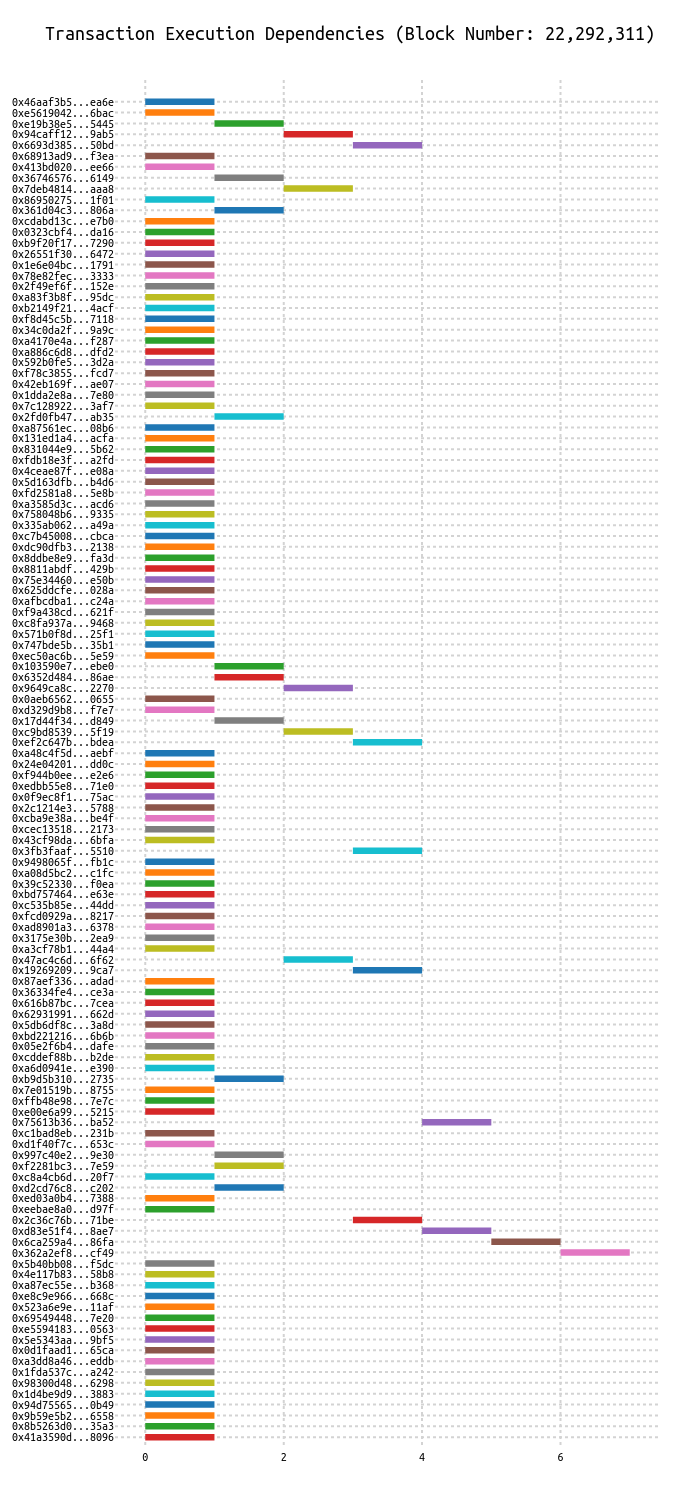 Transaction Execution Dependencies (Block Number: 22,292,311)
0x46aaf3b5...ea6e
0xe5619042...6bac
0xe19b38e5...5445
0x94caff12...9ab5
0x6693d385...50bd
0x68913ad9...f3ea
0x413bd020...ee66
0x36746576...6149
0x7deb4814...aaa8
0x86950275...1f01
0x361d04c3...806a
0xcdabd13c...e7b0
0x0323cbf4...da16
0xb9f20f17...7290
0x26551f30...6472
0x1e6e04bc...1791
0x78e82fec...3333
0x2f49ef6f...152e
0xa83f3b8f...95dc
0xb2149f21...4acf
0xf8d45c5b...7118
0x34c0da2f...9a9c
0xa4170e4a...f287
0xa886c6d8...dfd2
0x592b0fe5...3d2a
0xf78c3855...fcd7
0x42eb169f...ae07
0x1dda2e8a...7e80
0x7c128922...3af7
0x2fd0fb47...ab35
0xa87561ec...08b6
0x131ed1a4...acfa
0x831044e9...5b62
0xfdb18e3f...a2fd
0x4ceae87f...e08a
0x5d163dfb...b4d6
0xfd2581a8...5e8b
0xa3585d3c...acd6
0x758048b6...9335
0x335ab062...a49a
0xc7b45008...cbca
0xdc90dfb3...2138
0x8ddbe8e9...fa3d
0x8811abdf...429b
0x75e34460...e50b
0x625ddcfe...028a
0xafbcdba1...c24a
0xf9a438cd...621f
0xc8fa937a...9468
0x571b0f8d...25f1
0x747bde5b...35b1
0xec50ac6b...5e59
0x103590e7...ebe0
0x6352d484...86ae
0x9649ca8c...2270
0x0aeb6562...0655
0xd329d9b8...f7e7
0x17d44f34...d849
0xc9bd8539...5f19
0xef2c647b...bdea
0xa48c4f5d...aebf
0x24e04201...dd0c
0xf944b0ee...e2e6
0xedbb55e8...71e0
0x0f9ec8f1...75ac
0x2c1214e3...5788
0xcba9e38a...be4f
0xcec13518...2173
0x43cf98da...6bfa
0x3fb3faaf...5510
0x9498065f...fb1c
0xa08d5bc2...c1fc
0x39c52330...f0ea
0xbd757464...e63e
0xc535b85e...44dd
0xfcd0929a...8217
0xad8901a3...6378
0x3175e30b...2ea9
0xa3cf78b1...44a4
0x47ac4c6d...6f62
0x19269209...9ca7
0x87aef336...adad
0x36334fe4...ce3a
0x616b87bc...7cea
0x62931991...662d
0x5db6df8c...3a8d
0xbd221216...6b6b
0x05e2f6b4...dafe
0xcddef88b...b2de
0xa6d0941e...e390
0xb9d5b310...2735
0x7e01519b...8755
0xffb48e98...7e7c
0xe00e6a99...5215
0x75613b36...ba52
0xc1bad8eb...231b
0xd1f40f7c...653c
0x997c40e2...9e30
0xf2281bc3...7e59
0xc8a4cb6d...20f7
0xd2cd76c8...c202
0xed03a0b4...7388
0xeebae8a0...d97f
0x2c36c76b...71be
0xd83e51f4...8ae7
0x6ca259a4...86fa
0x362a2ef8...cf49
0x5b40bb08...f5dc
0x4e117b83...58b8
0xa87ec55e...b368
0xe8c9e966...668c
0x523a6e9e...11af
0x69549448...7e20
0xe5594183...0563
0x5e5343aa...9bf5
0x0d1faad1...65ca
0xa3dd8a46...eddb
0x1fda537c...a242
0x98300d48...6298
0x1d4be9d9...3883
0x94d75565...0b49
0x9b59e5b2...6558
0x8b5263d0...35a3
0x41a3590d...8096
0 2 4 6